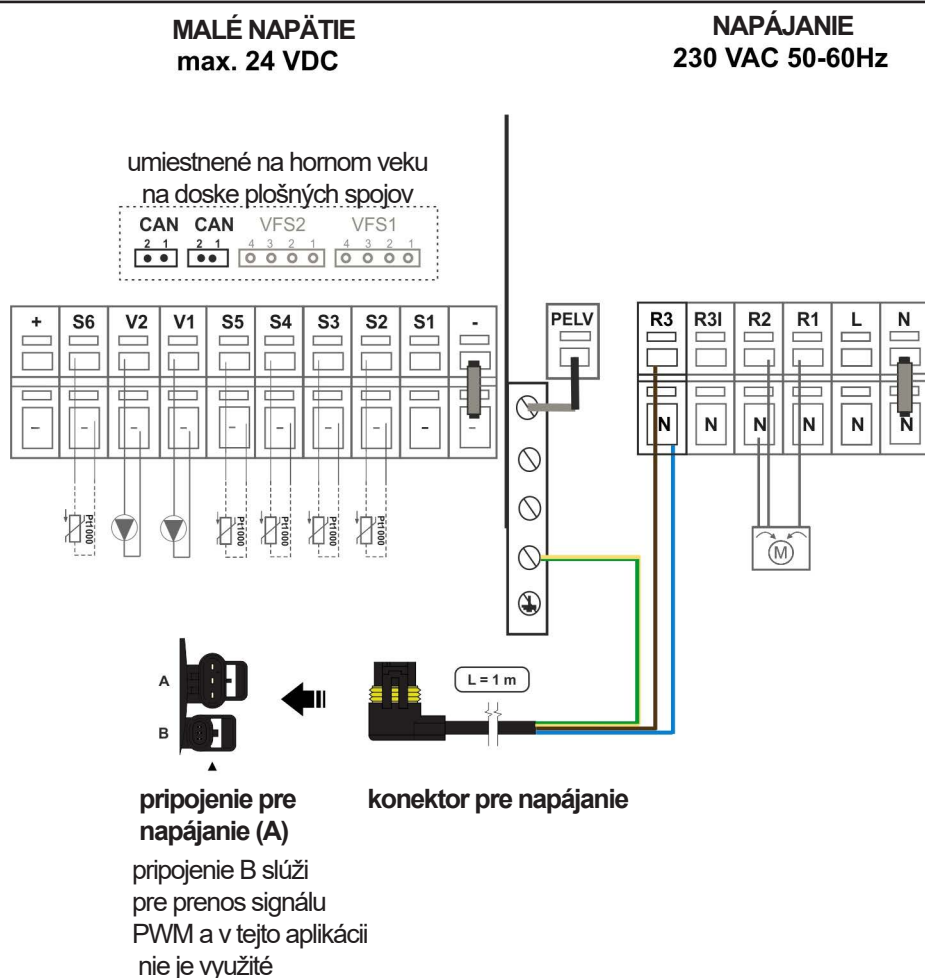 MALÉ NAPÄTIE
max. 24 VDC
NAPÁJANIE
230 VAC 50-60Hz
umiestnené na hornom veku
na doske plošných spojov
CAN CAN VFS2 VFS1
2 1 2 1 4 3 2 1 4 3 2 1
+ S6 V2 V1 S5 S4 S3 S2 S1 -
- - - - - - - - - -
PELV
R3 R3I R2 R1 L N
N N N N N N
Pt1000 Pt1000 Pt1000 Pt1000 Pt1000
M
A
B
L = 1 m
pripojenie pre
napájanie (A)
konektor pre napájanie
pripojenie B slúži
pre prenos signálu
PWM a v tejto aplikácii
nie je využité